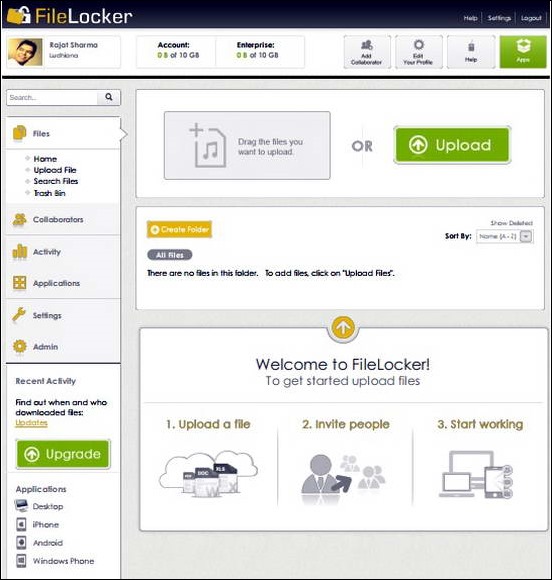 FileLocker
Help Settings Logout
Rajat Sharma
Ludhiana
Account:
0 B of 10 GB
Enterprise:
0 B of 10 GB
Add Collaborator
Edit Your Profile
Help
Apps
Search...
Files
Home
Upload File
Search Files
Trash Bin
Collaborators
Activity
Applications
Settings
Admin
Recent Activity
Find out when and who
downloaded files:
Updates
Upgrade
Applications
Desktop
iPhone
Android
Windows Phone
Drag the files you
want to upload.
OR
Upload
Create Folder
Show Deleted
Sort By: Name (A - Z)
All Files
There are no files in this folder. To add files, click on "Upload Files".
Welcome to FileLocker!
To get started upload files
1. Upload a file
2. Invite people
3. Start working
PDF
DOC
XLS
W
X